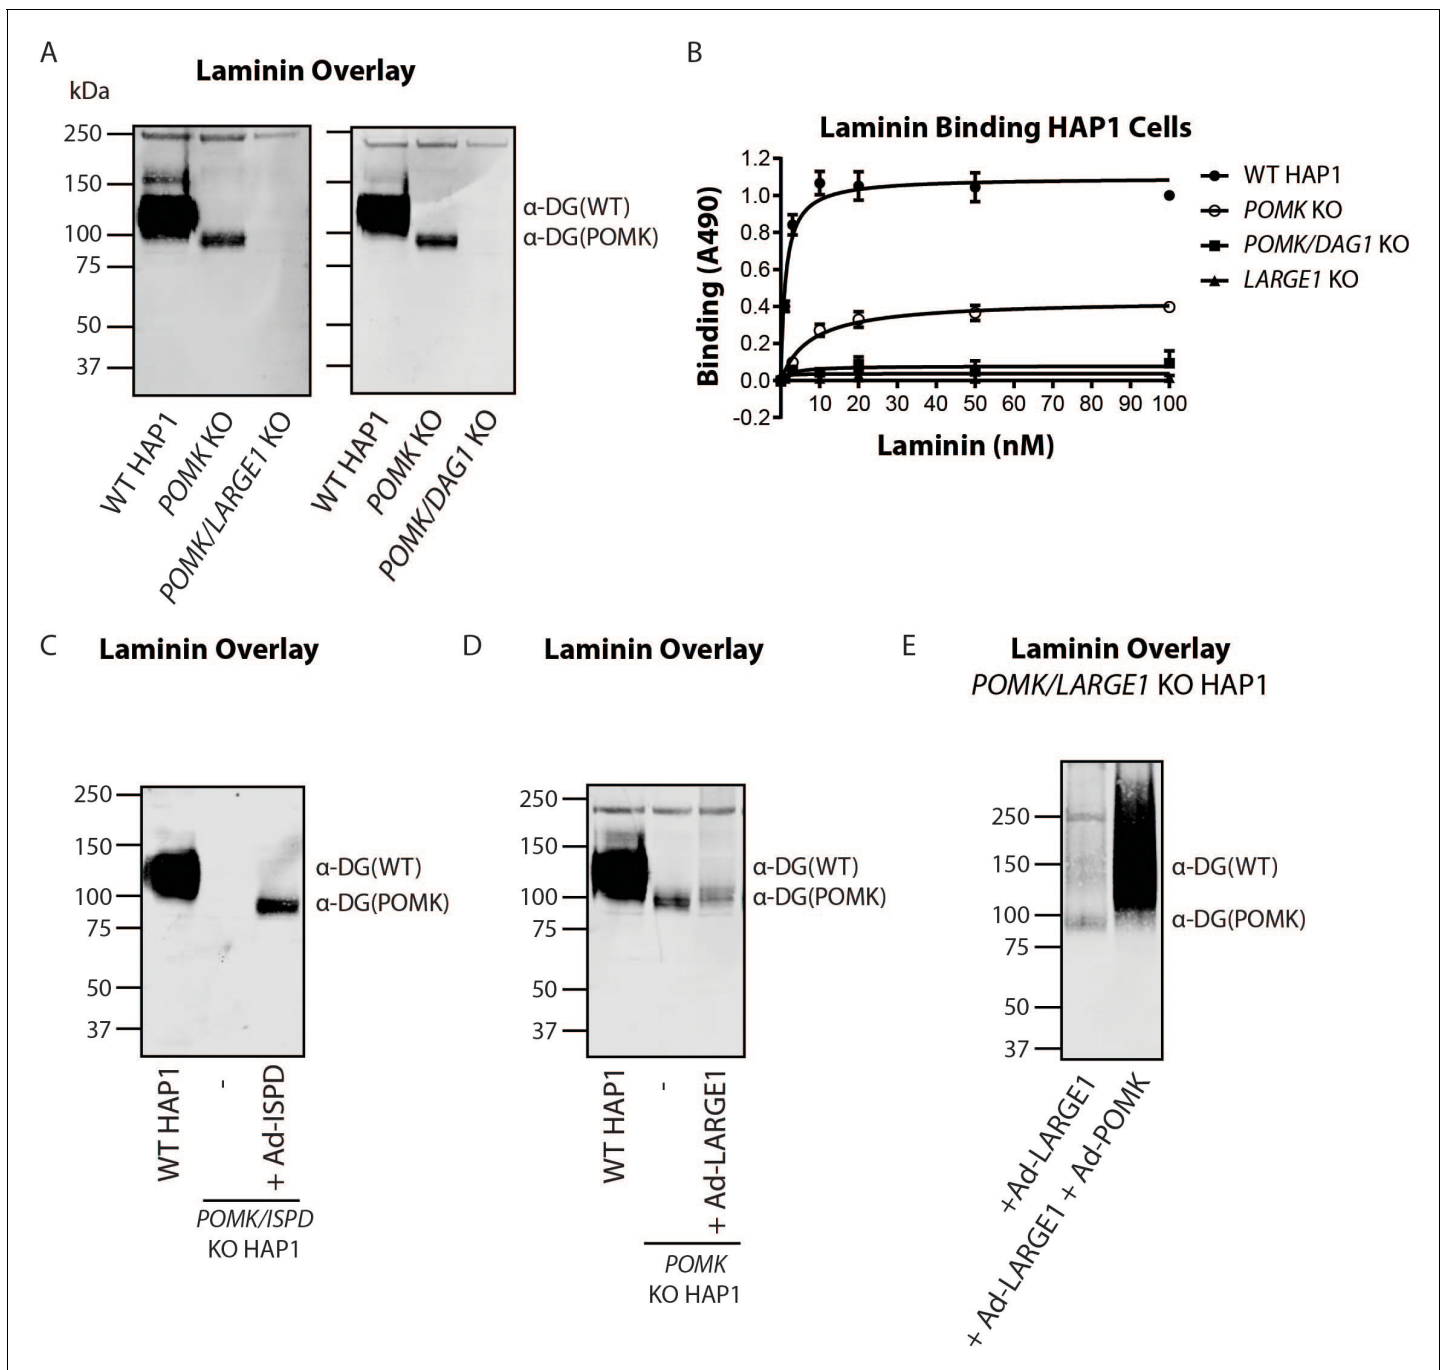 A
Laminin Overlay
kDa
250
150
100
75
50
37
α-DG(WT)
α-DG(POMK)
WT HAP1
POMK KO
POMK/LARGE1 KO
WT HAP1
POMK KO
POMK/DAG1 KO
B
Laminin Binding HAP1 Cells
Binding (A490)
1.2
1.0
0.8
0.6
0.4
0.2
0.0
-0.2
10 20 30 40 50 60 70 80 90 100
Laminin (nM)
WT HAP1
POMK KO
POMK/DAG1 KO
LARGE1 KO
C
Laminin Overlay
250
150
100
75
50
37
α-DG(WT)
α-DG(POMK)
WT HAP1
-
+ Ad-ISPD
POMK/ISPD
KO HAP1
D
Laminin Overlay
250
150
100
75
50
37
α-DG(WT)
α-DG(POMK)
WT HAP1
-
+ Ad-LARGE1
POMK
KO HAP1
E
Laminin Overlay
POMK/LARGE1 KO HAP1
250
150
100
75
50
37
α-DG(WT)
α-DG(POMK)
+Ad-LARGE1
+ Ad-LARGE1 + Ad-POMK